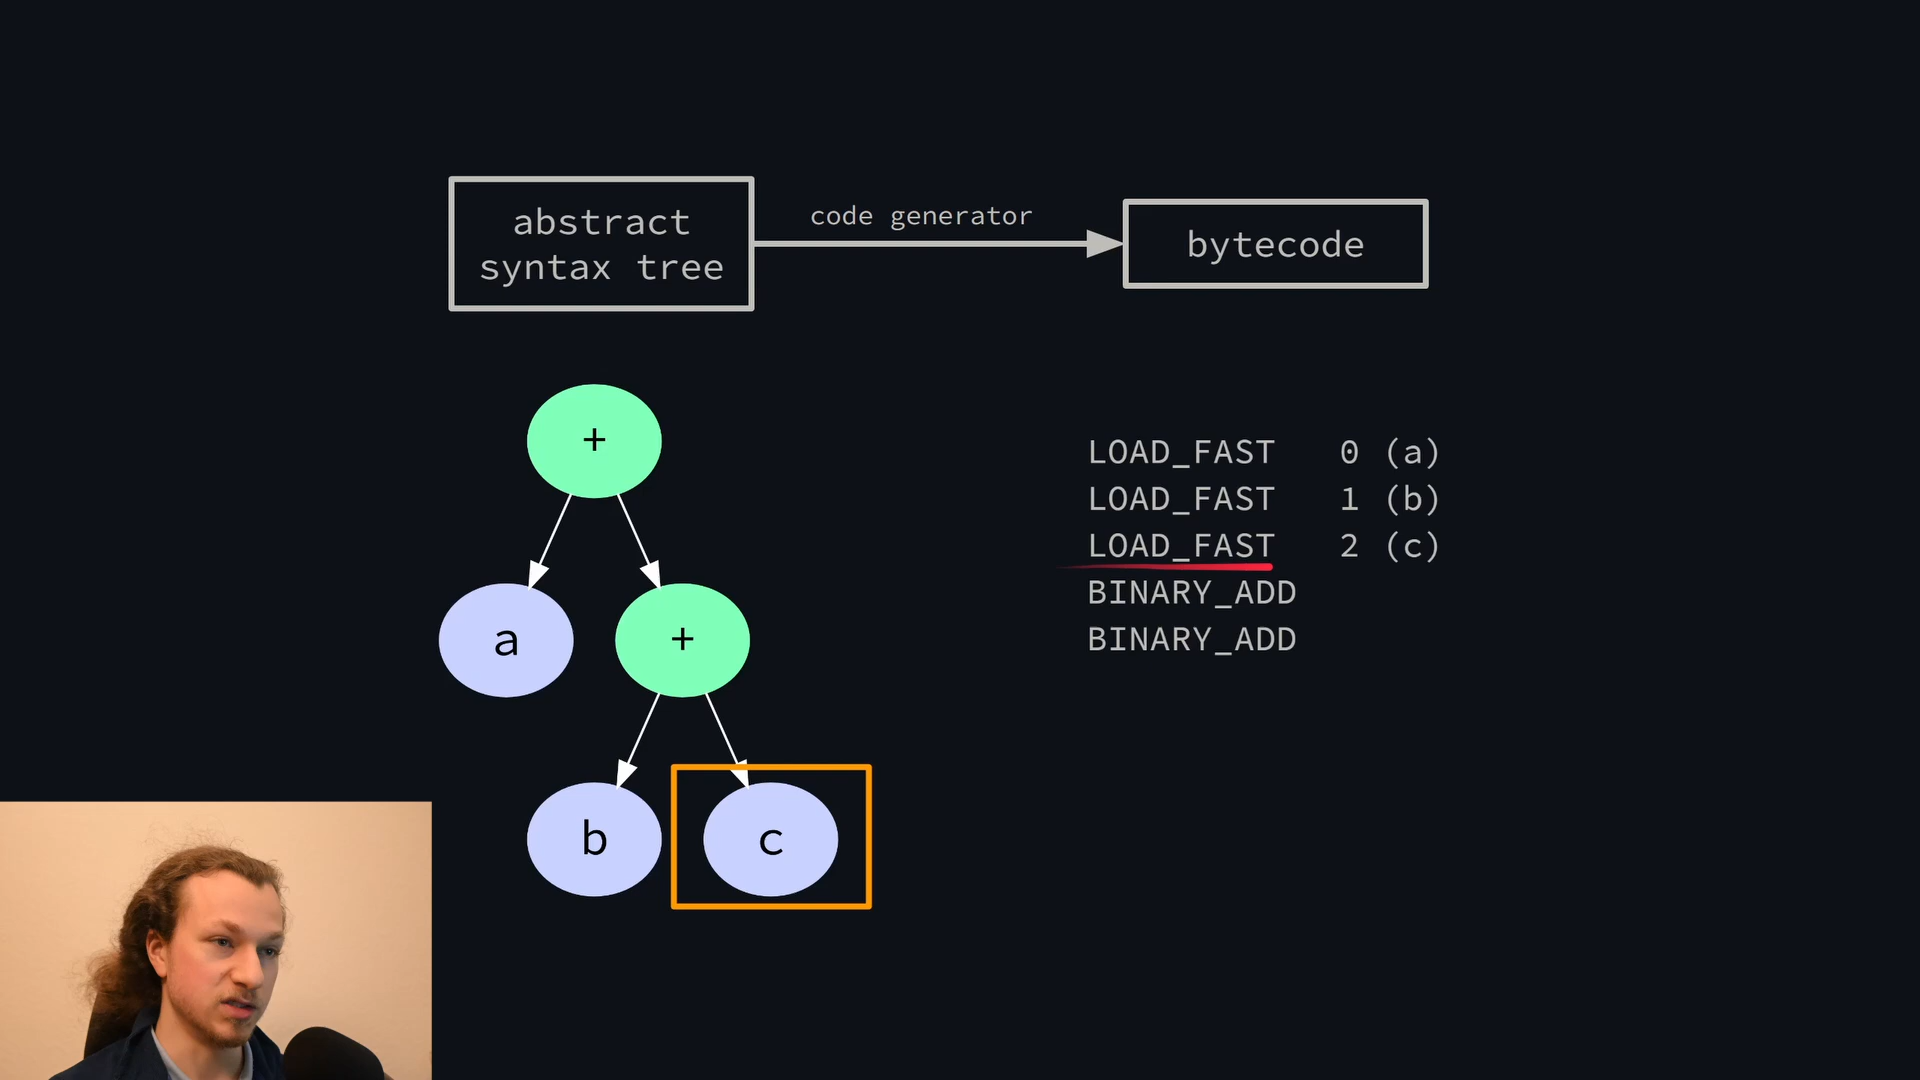 abstract
syntax tree
code generator
bytecode
+
a
+
b
c
LOAD_FAST 0 (a)
LOAD_FAST 1 (b)
LOAD_FAST 2 (c)
BINARY_ADD
BINARY_ADD